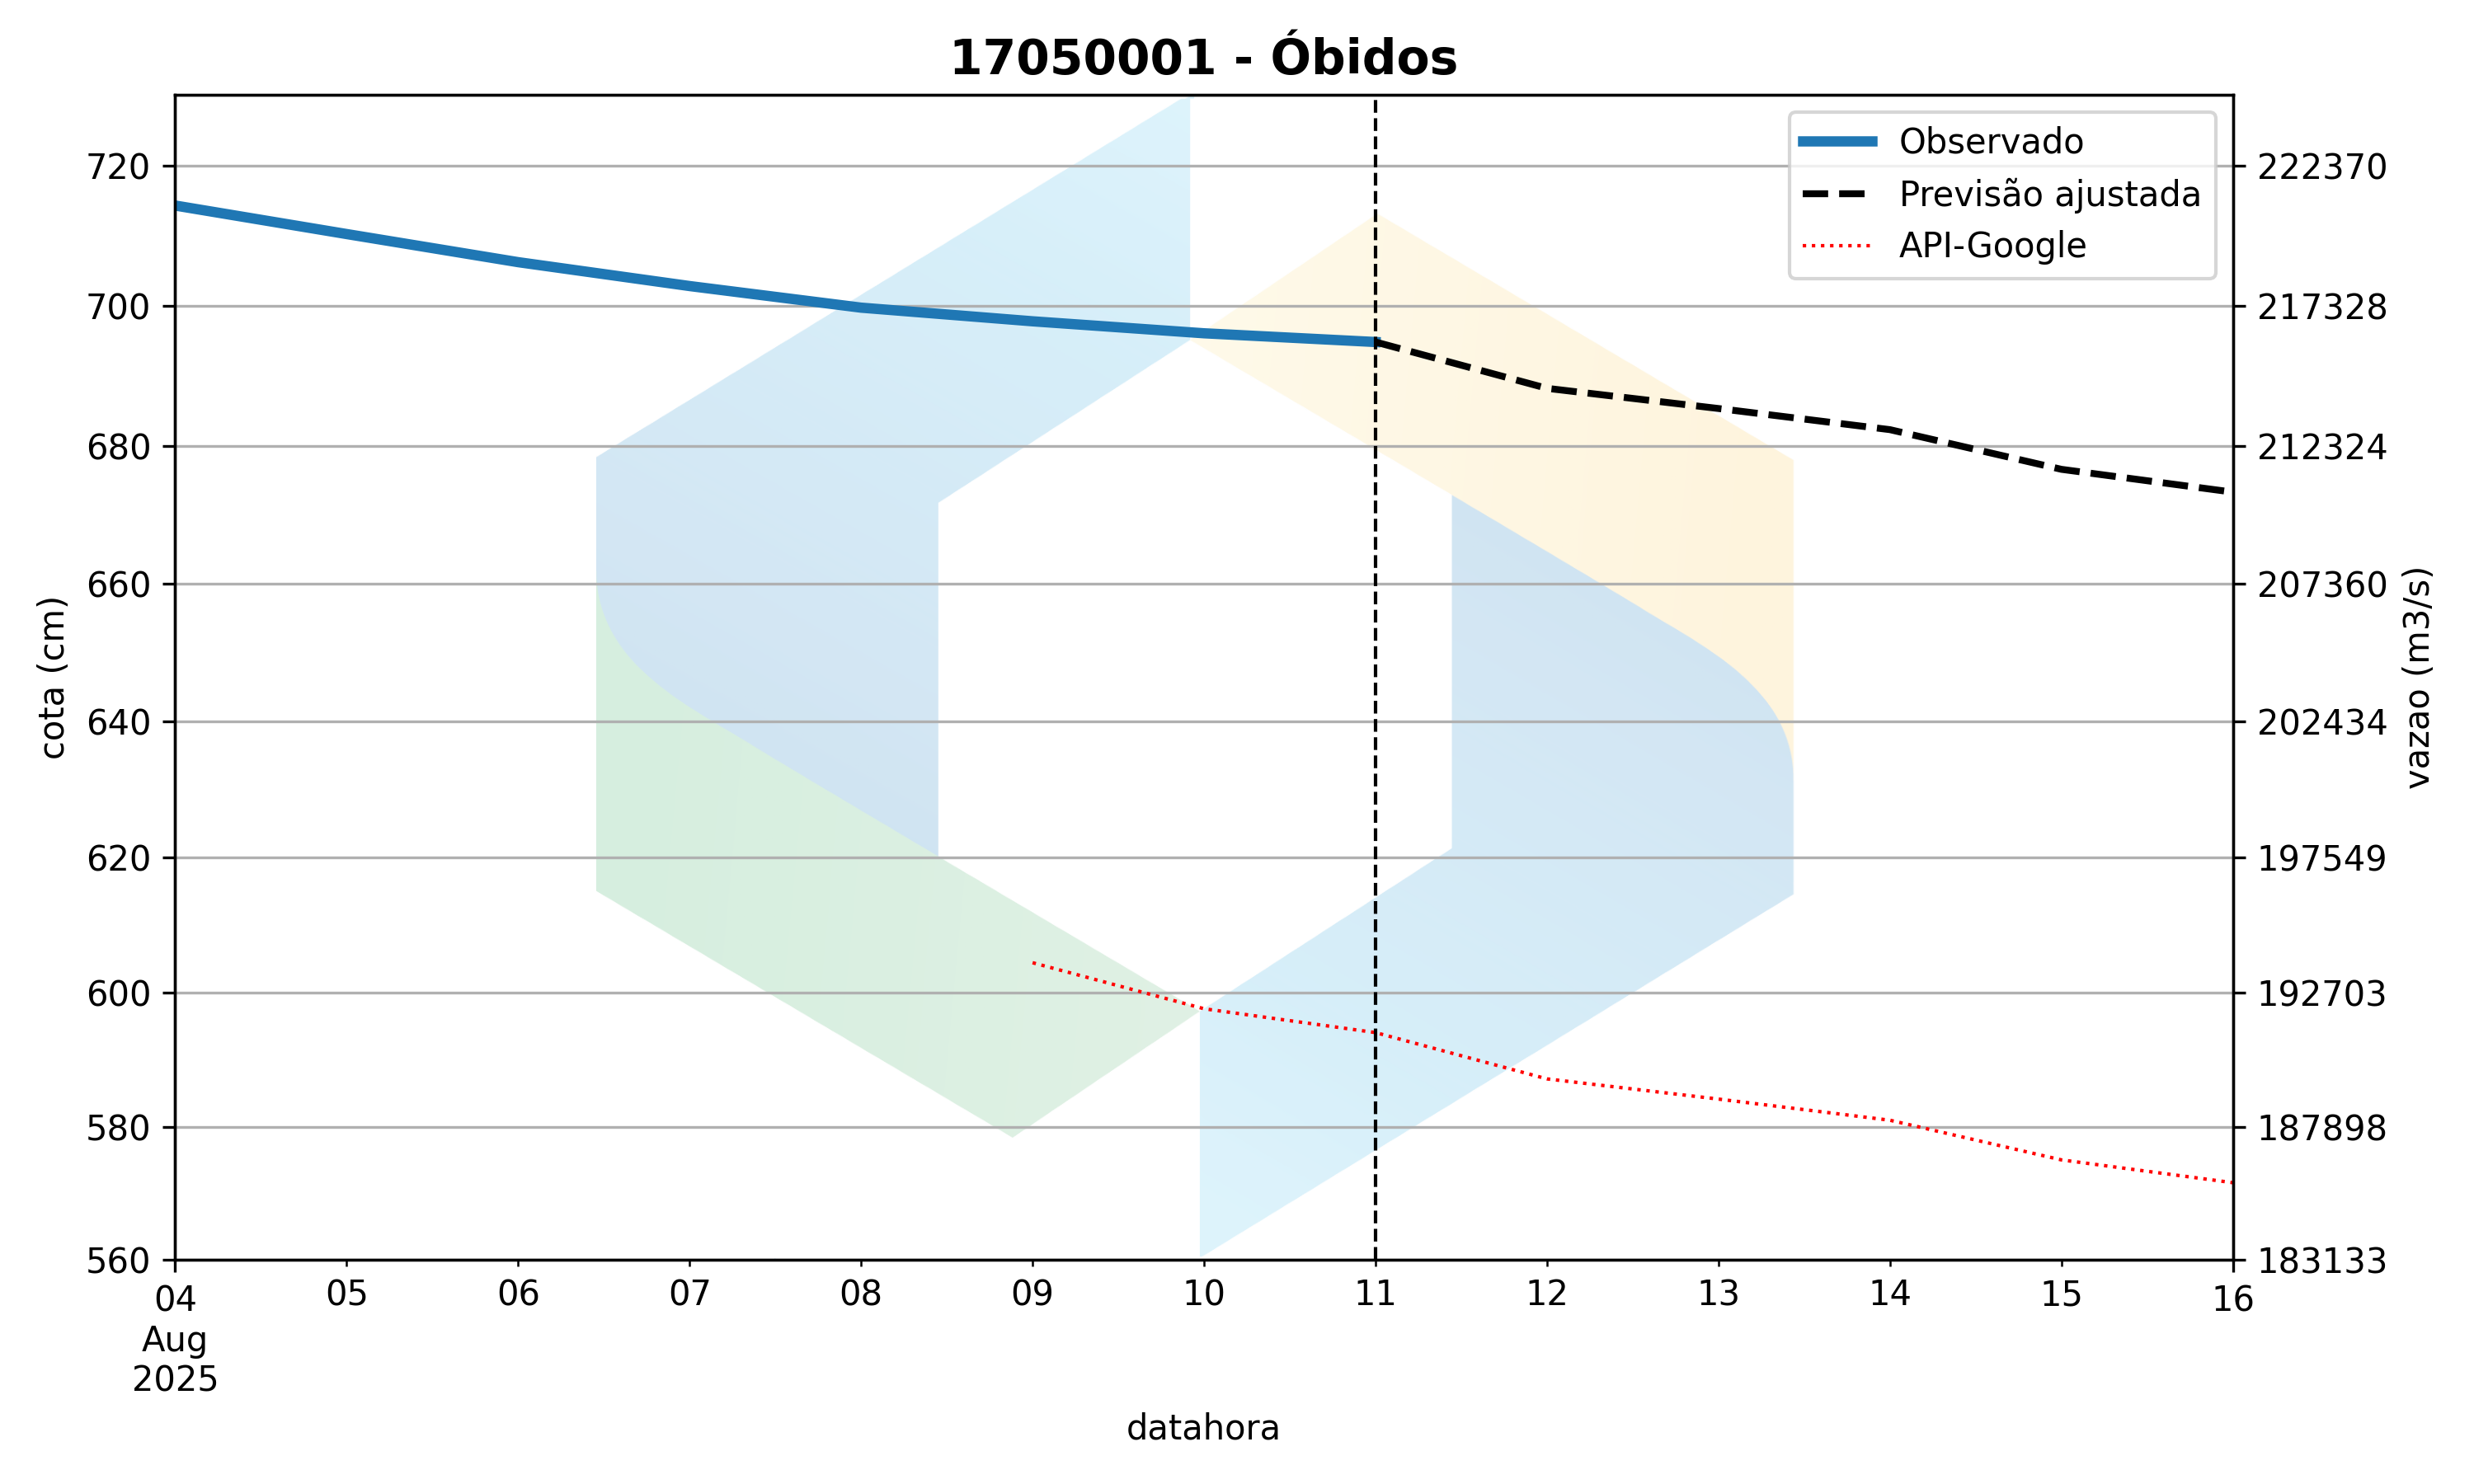 17050001 - Óbidos
Observado
Previsão ajustada
API-Google
720
700
680
660
640
620
600
580
560
cota (cm)
222370
217328
212324
207360
202434
197549
192703
187898
183133
vazao (m3/s)
04 05 06 07 08 09 10 11 12 13 14 15 16
Aug
2025
datahora